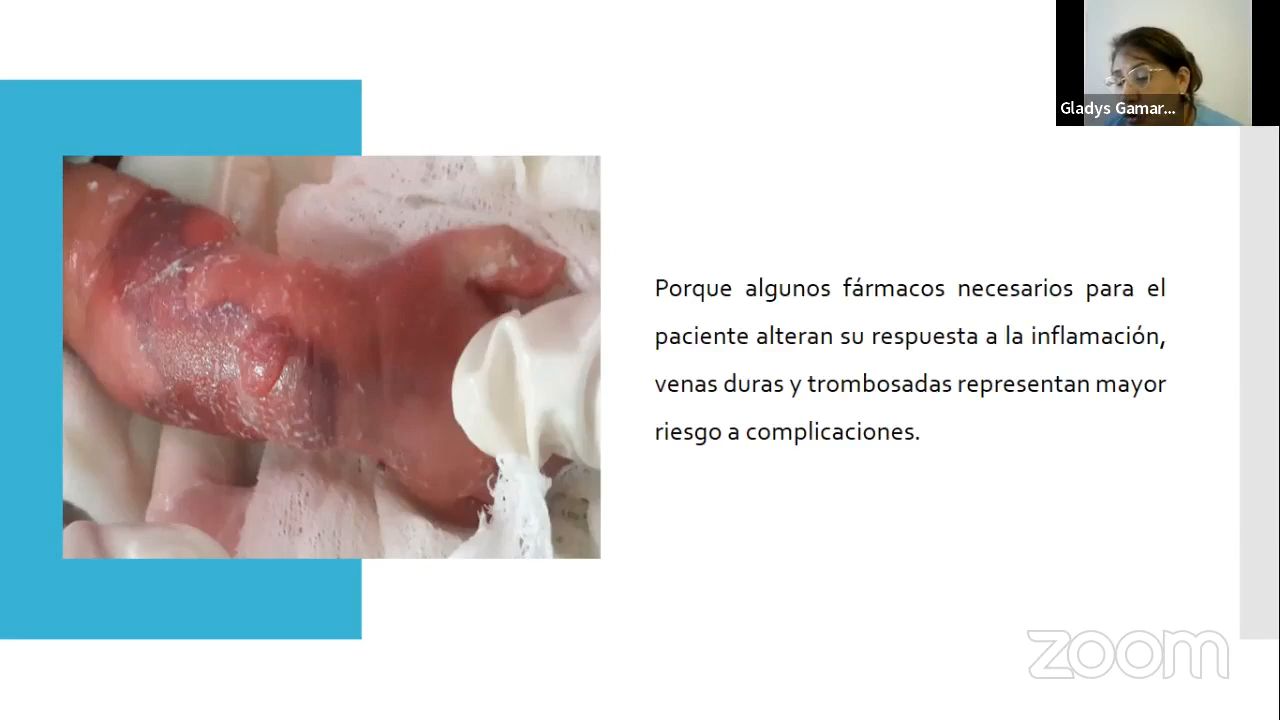 Gladys Gamar...
Porque algunos fármacos necesarios para el
paciente alteran su respuesta a la inflamación,
venas duras y trombosadas representan mayor
riesgo a complicaciones.
zoom